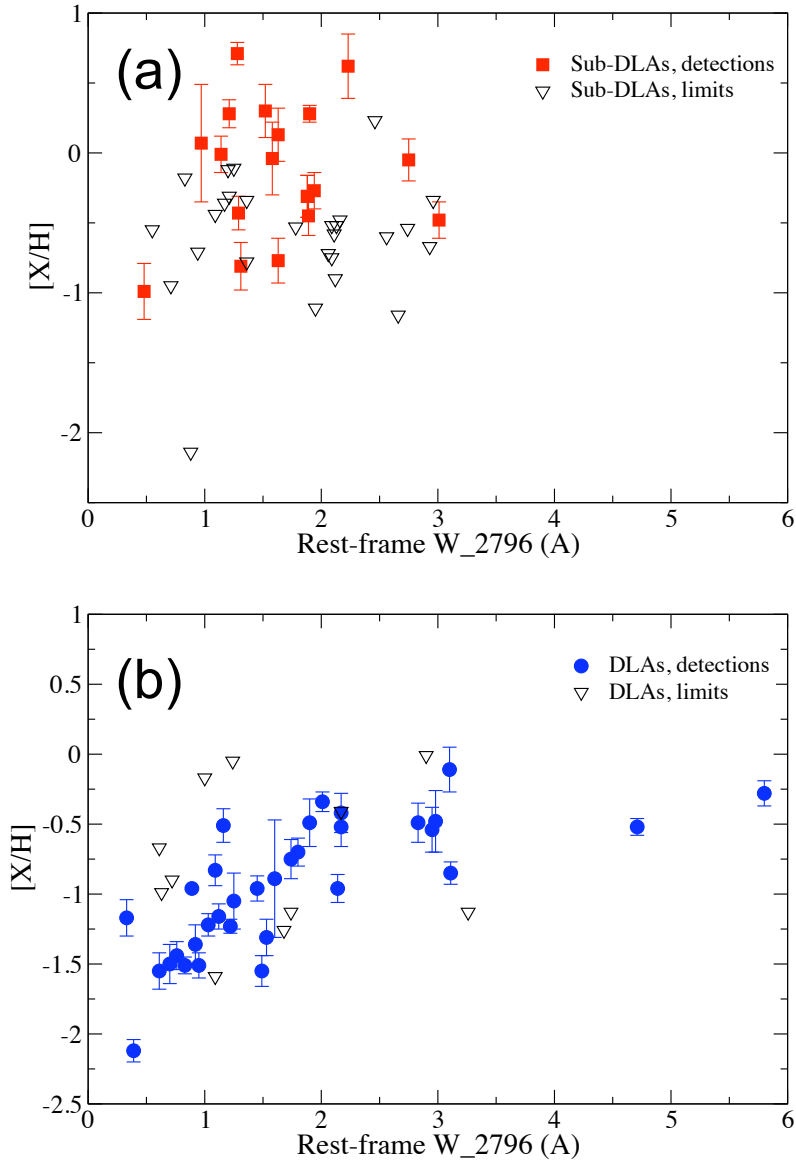 1
(a)
Sub-DLAs, detections
Sub-DLAs, limits
0
[X/H]
-1
-2
0 1 2 3 4 5 6
Rest-frame W_2796 (A)
1
(b)
DLAs, detections
DLAs, limits
0.5
0
-0.5
[X/H]
-1
-1.5
-2
-2.5
0 1 2 3 4 5 6
Rest-frame W_2796 (A)